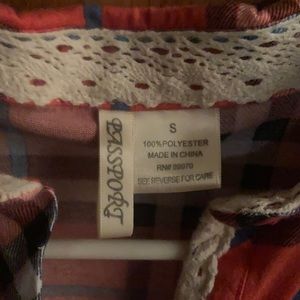 PASSPORT
S
100% POLYESTER
MADE IN CHINA
RN# 89979
SEE REVERSE FOR CARE